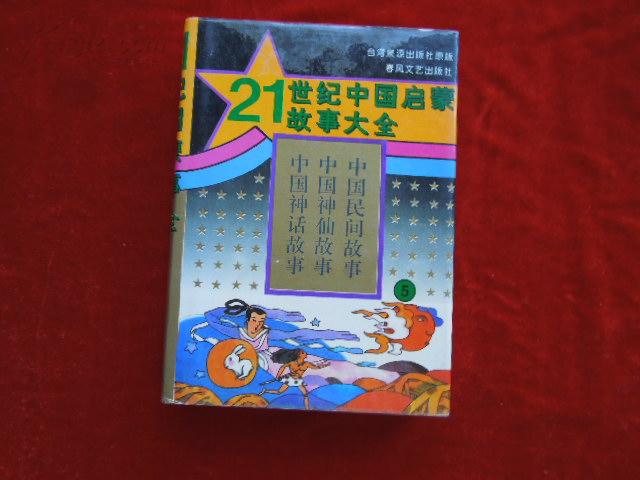 台湾泉源出版社原版
春风文艺出版社
21世纪中国启蒙
故事大全
中国民间故事
中国神仙故事
中国神话故事
5